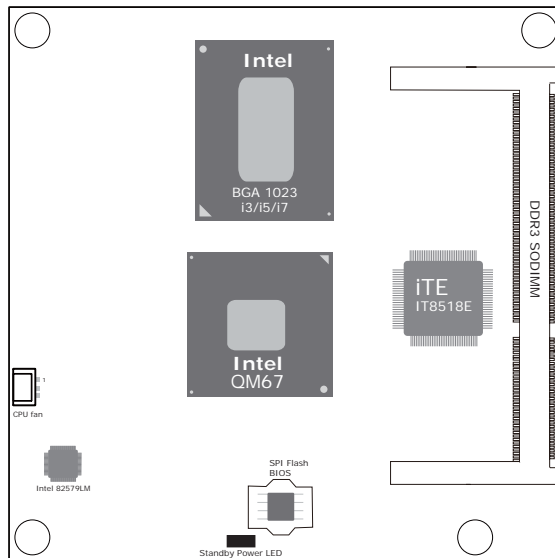 Intel
BGA 1023
i3/i5/i7
DDR3 SODIMM
iTE
IT8518E
Intel
QM67
1
CPU fan
SPI Flash
BIOS
Intel 82579LM
Standby Power LED